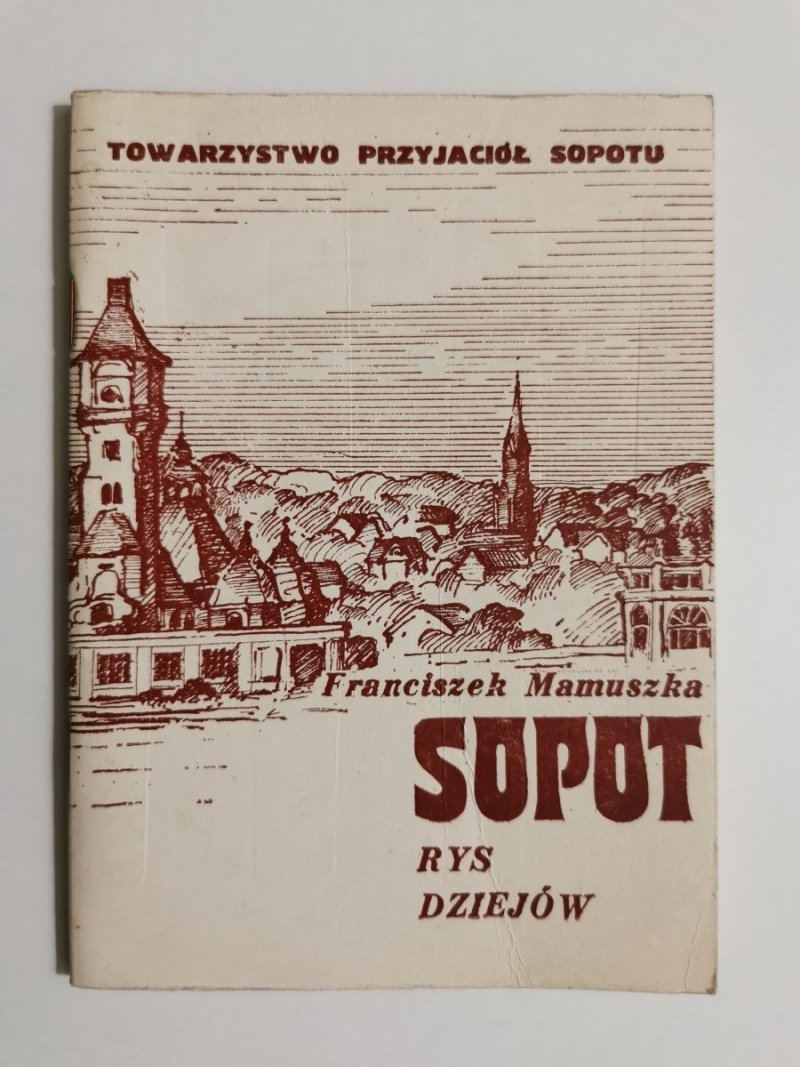 TOWARZYSTWO PRZYJACIÓŁ SOPOTU
Franciszek Mamuszka
SOPOT
RYS
DZIEJÓW